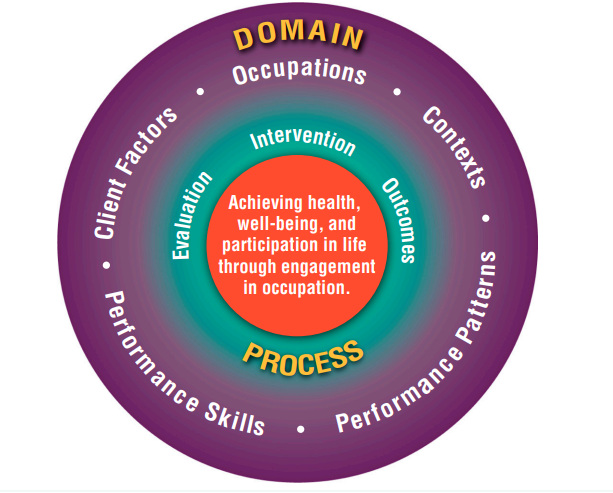 DOMAIN
Occupations
Contexts
Performance Patterns
Performance Skills
Client Factors
Intervention
Outcomes
PROCESS
Evaluation
Achieving health,
well-being, and
participation in life
through engagement
in occupation.